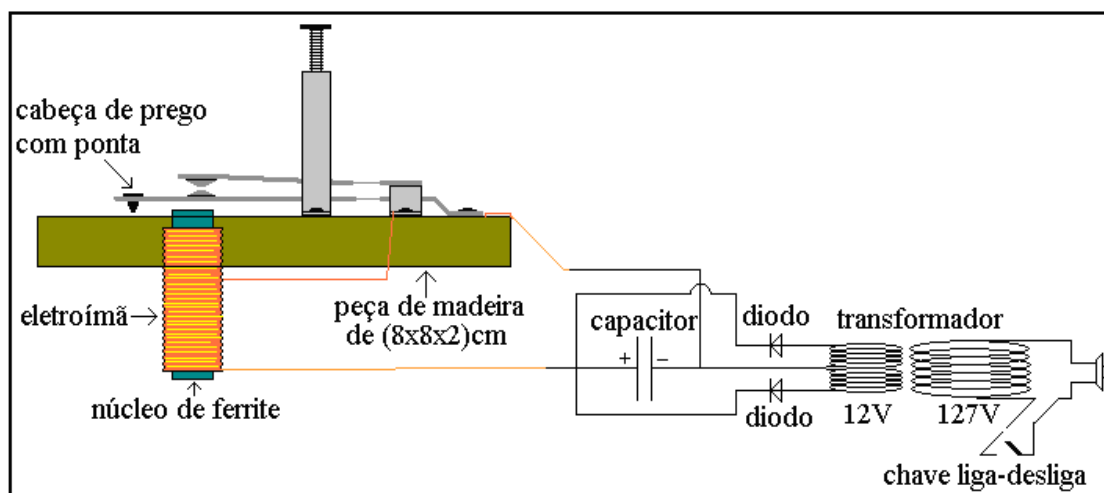 cabeça de prego
com ponta
eletroímã
núcleo de ferrite
peça de madeira
de (8x8x2)cm
capacitor
+
–
diodo
diodo
transformador
12V
127V
chave liga-desliga